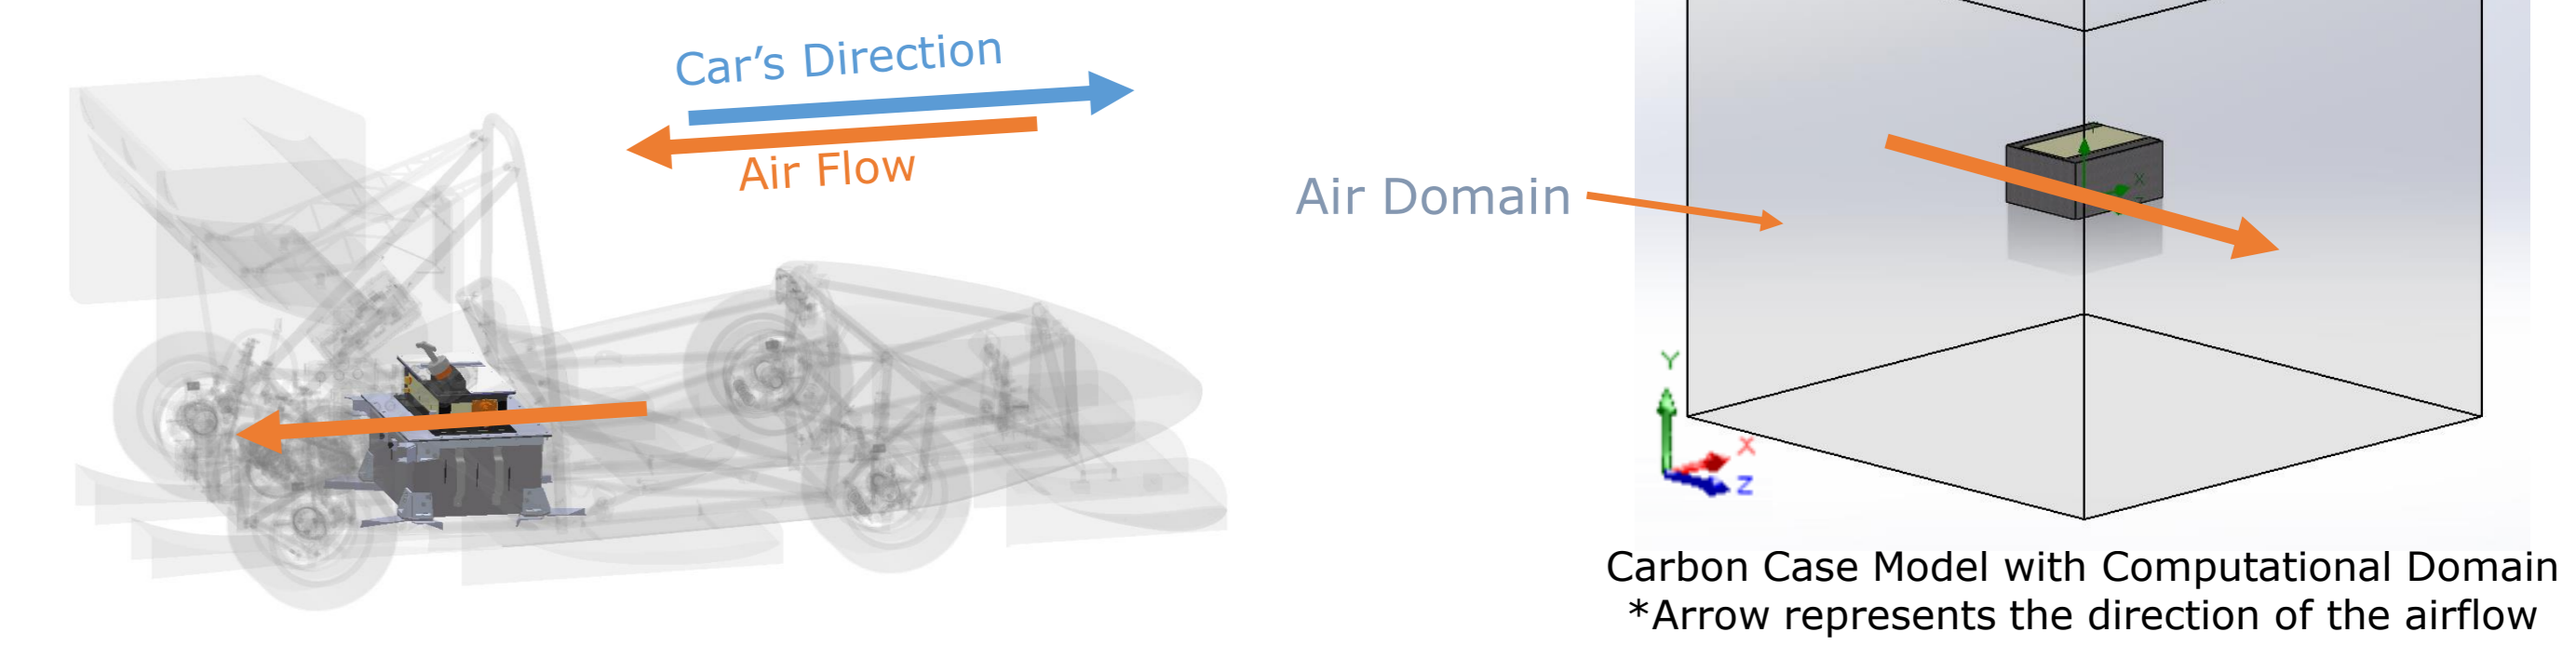 Car’s Direction
Air Flow
Air Domain
Y
X
Z
Carbon Case Model with Computational Domain
*Arrow represents the direction of the airflow